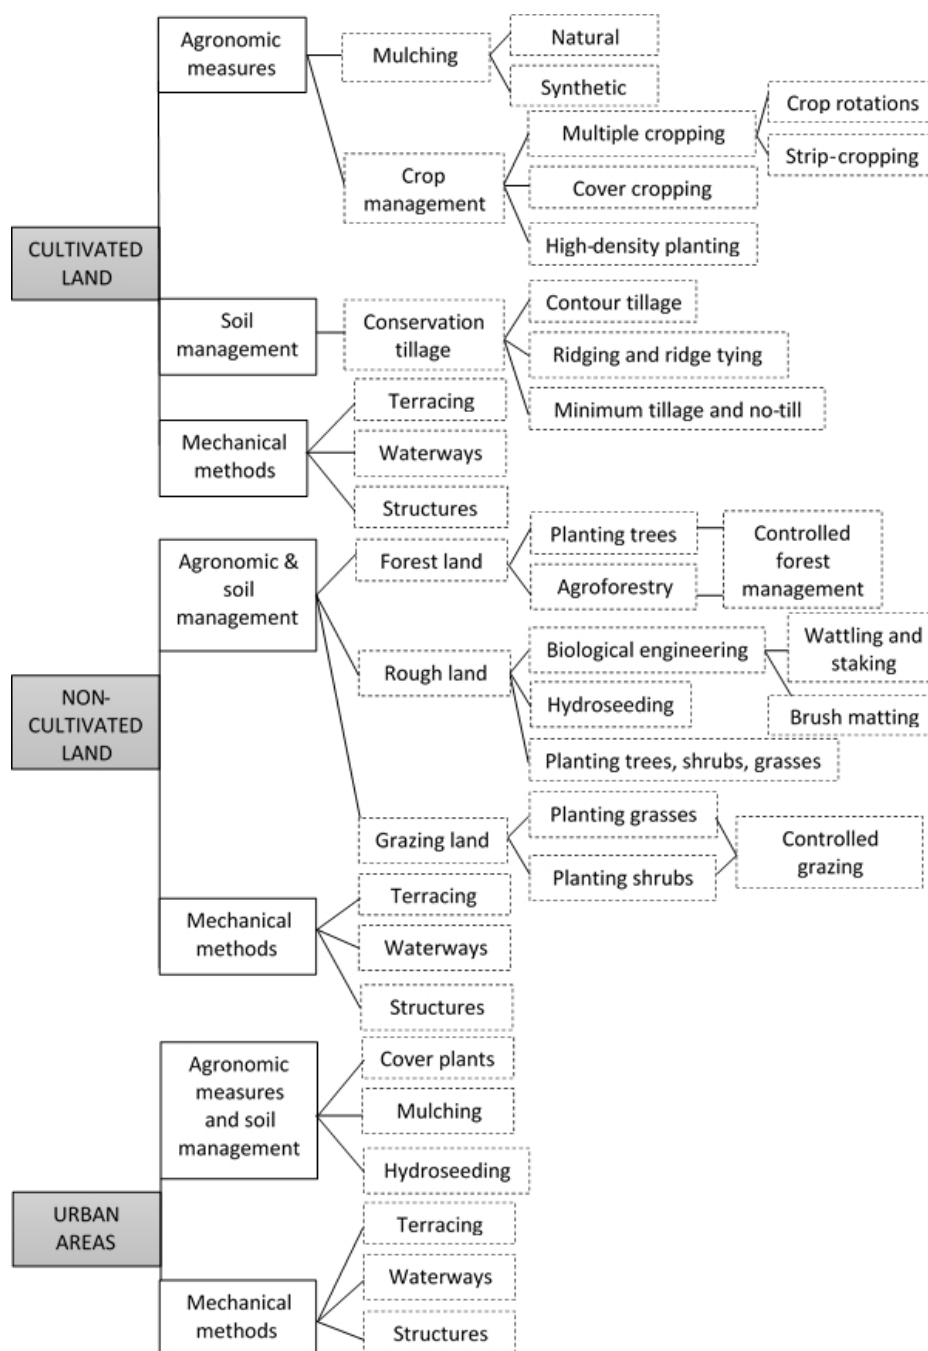 Agronomic
measures
Mulching
Natural
Synthetic
Crop
management
Multiple cropping
Crop rotations
Strip-cropping
Cover cropping
High-density planting
CULTIVATED
LAND
Soil
management
Conservation
tillage
Contour tillage
Ridging and ridge tying
Minimum tillage and no-till
Mechanical
methods
Terracing
Waterways
Structures
Agronomic &
soil
management
Forest land
Planting trees
Agroforestry
Controlled
forest
management
NON-
CULTIVATED
LAND
Rough land
Biological engineering
Wattling and
staking
Brush matting
Hydroseeding
Planting trees, shrubs, grasses
Grazing land
Planting grasses
Planting shrubs
Controlled
grazing
Mechanical
methods
Terracing
Waterways
Structures
Agronomic
measures
and soil
management
Cover plants
Mulching
Hydroseeding
URBAN
AREAS
Mechanical
methods
Terracing
Waterways
Structures